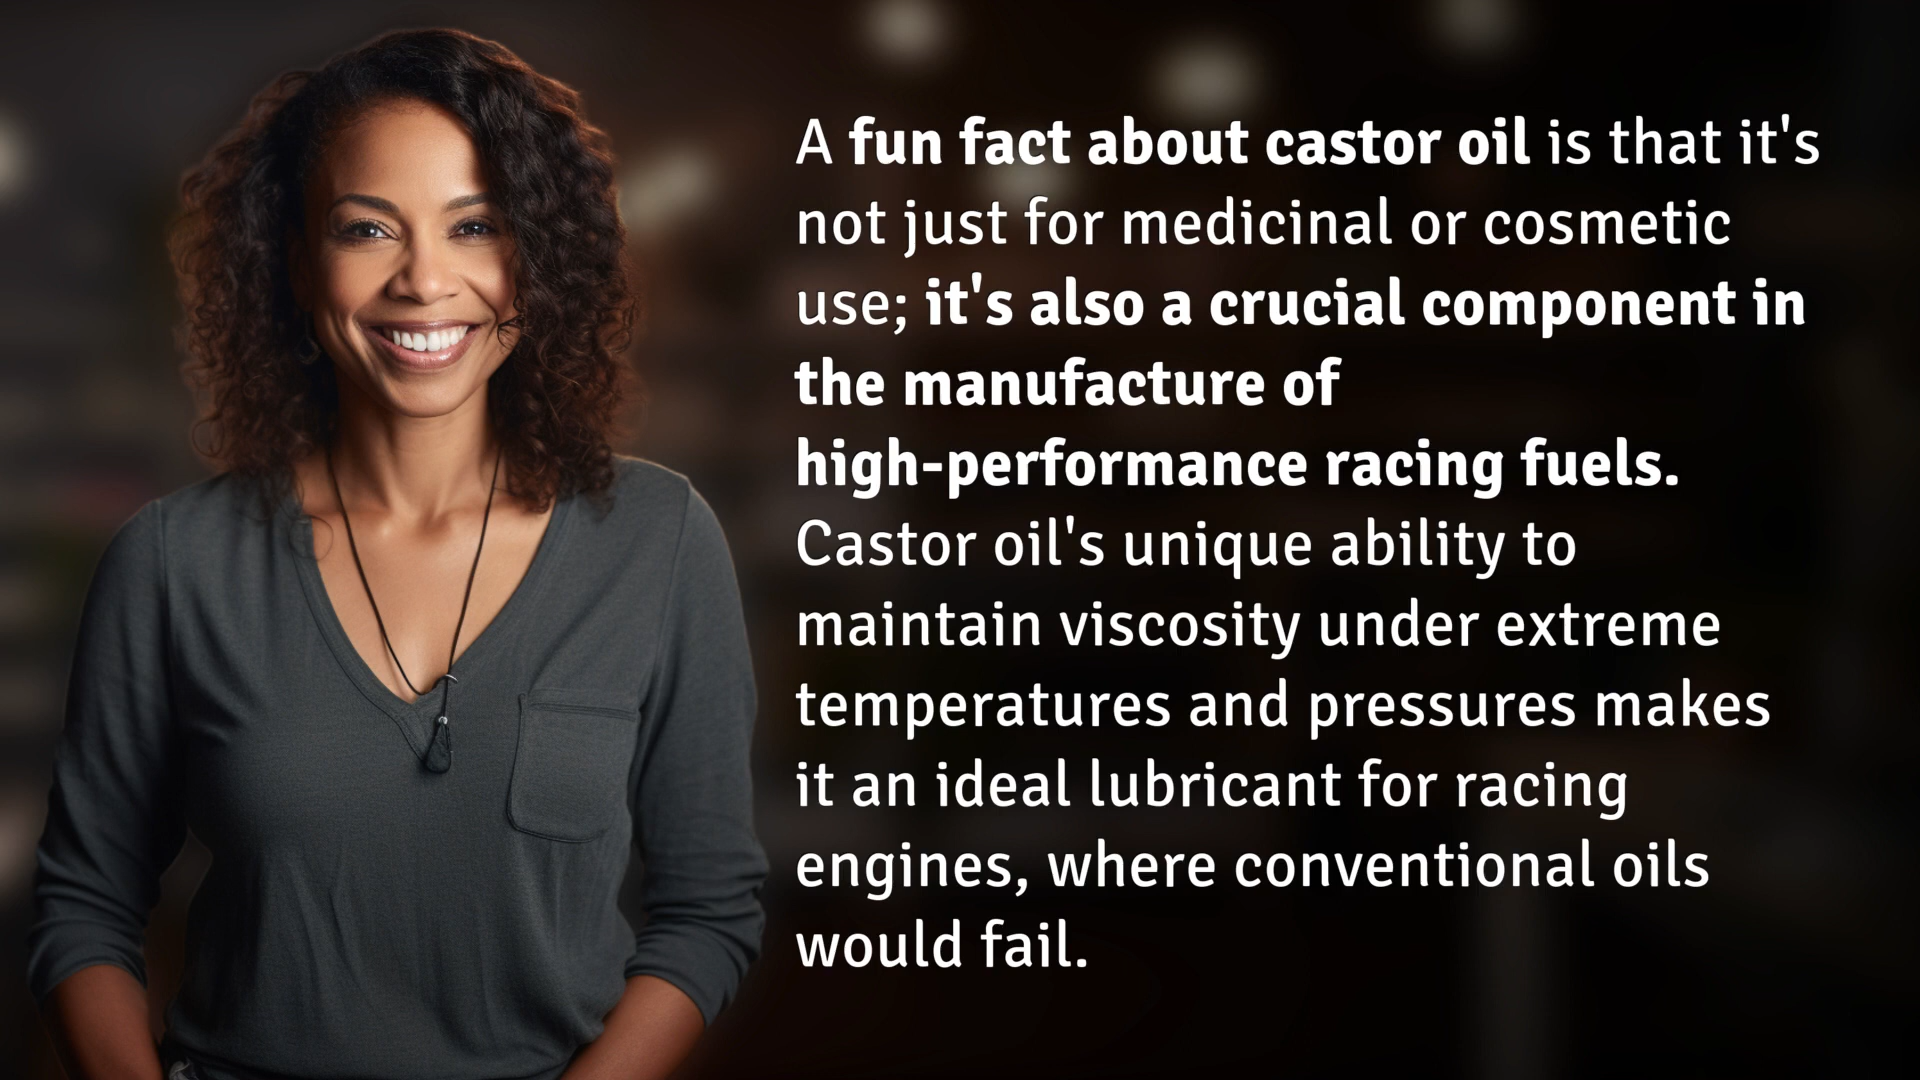 A fun fact about castor oil is that it's
not just for medicinal or cosmetic
use; it's also a crucial component in
the manufacture of
high-performance racing fuels.
Castor oil's unique ability to
maintain viscosity under extreme
temperatures and pressures makes
it an ideal lubricant for racing
engines, where conventional oils
would fail.